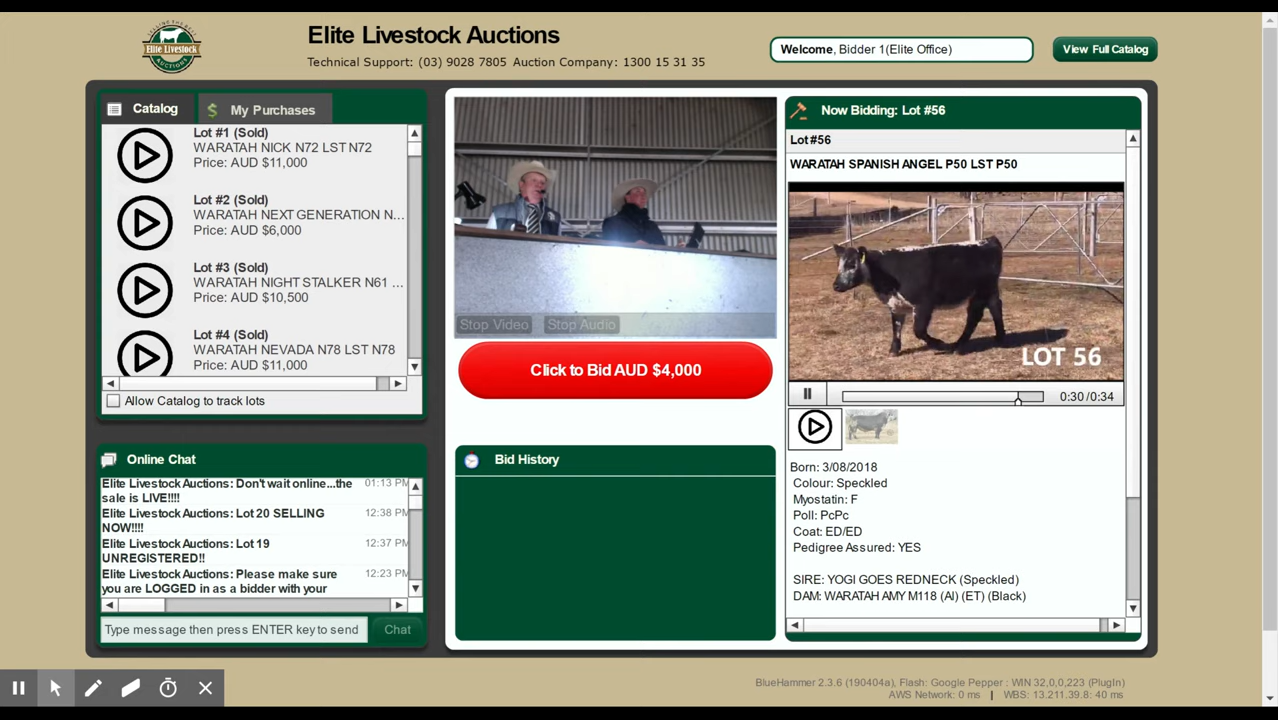 Elite Livestock Auctions
Technical Support: (03) 9028 7805 Auction Company: 1300 15 31 35
Welcome, Bidder 1(Elite Office)
View Full Catalog
Elite Livestock
AUCTIONS
Catalog
My Purchases
Lot #1 (Sold)
WARATAH NICK N72 LST N72
Price: AUD $11,000
Lot #2 (Sold)
WARATAH NEXT GENERATION N...
Price: AUD $6,000
Lot #3 (Sold)
WARATAH NIGHT STALKER N61 ...
Price: AUD $10,500
Lot #4 (Sold)
WARATAH NEVADA N78 LST N78
Price: AUD $11,000
Allow Catalog to track lots
Online Chat
Elite Livestock Auctions: Don't wait online...the 01:13 PM
sale is LIVE!!!!
Elite Livestock Auctions: Lot 20 SELLING 12:38 PM
NOW!!!!
Elite Livestock Auctions: Lot 19 12:37 PM
UNREGISTERED!!
Elite Livestock Auctions: Please make sure 12:23 PM
you are LOGGED in as a bidder with your
Type message then press ENTER key to send
Chat
Stop Video
Stop Audio
Click to Bid AUD $4,000
Bid History
Now Bidding: Lot #56
Lot #56
WARATAH SPANISH ANGEL P50 LST P50
LOT 56
0:30 /0:34
Born: 3/08/2018
Colour: Speckled
Myostatin: F
Poll: PcPc
Coat: ED/ED
Pedigree Assured: YES
SIRE: YOGI GOES REDNECK (Speckled)
DAM: WARATAH AMY M118 (AI) (ET) (Black)
BlueHammer 2.3.6 (190404a), Flash: Google Pepper : WIN 32,0,0,223 (PlugIn)
AWS Network: 0 ms | WBS: 13.211.39.8: 40 ms